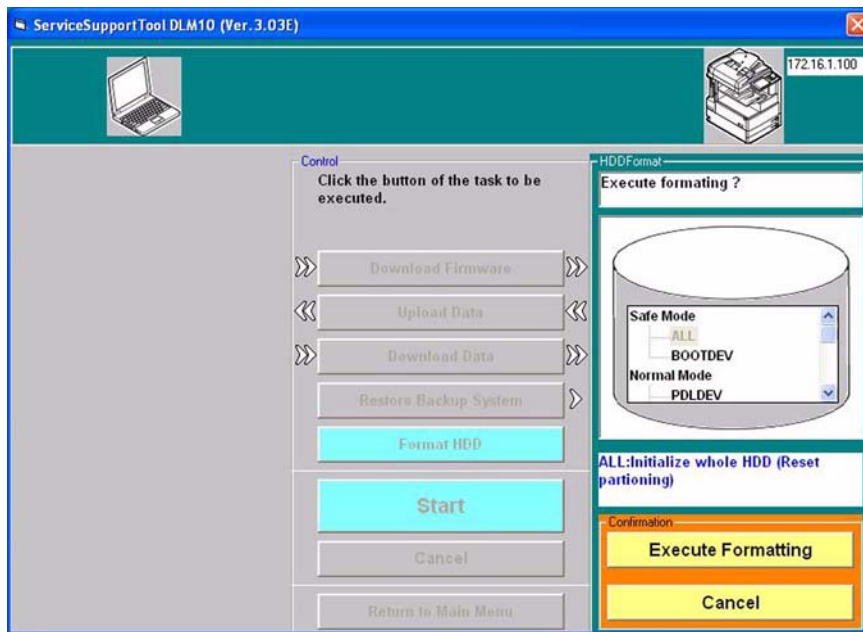 ServiceSupportTool DLM10 (Ver.3.03E)
172.16.1.100
Control
Click the button of the task to be
executed.
Download Firmware
Upload Data
Download Data
Restore Backup System
Format HDD
Start
Cancel
Return to Main Menu
HDDFormat
Execute formating ?
Safe Mode
ALL
BOOTDEV
Normal Mode
PDLDEV
ALL:Initialize whole HDD (Reset
partioning)
Confirmation
Execute Formatting
Cancel